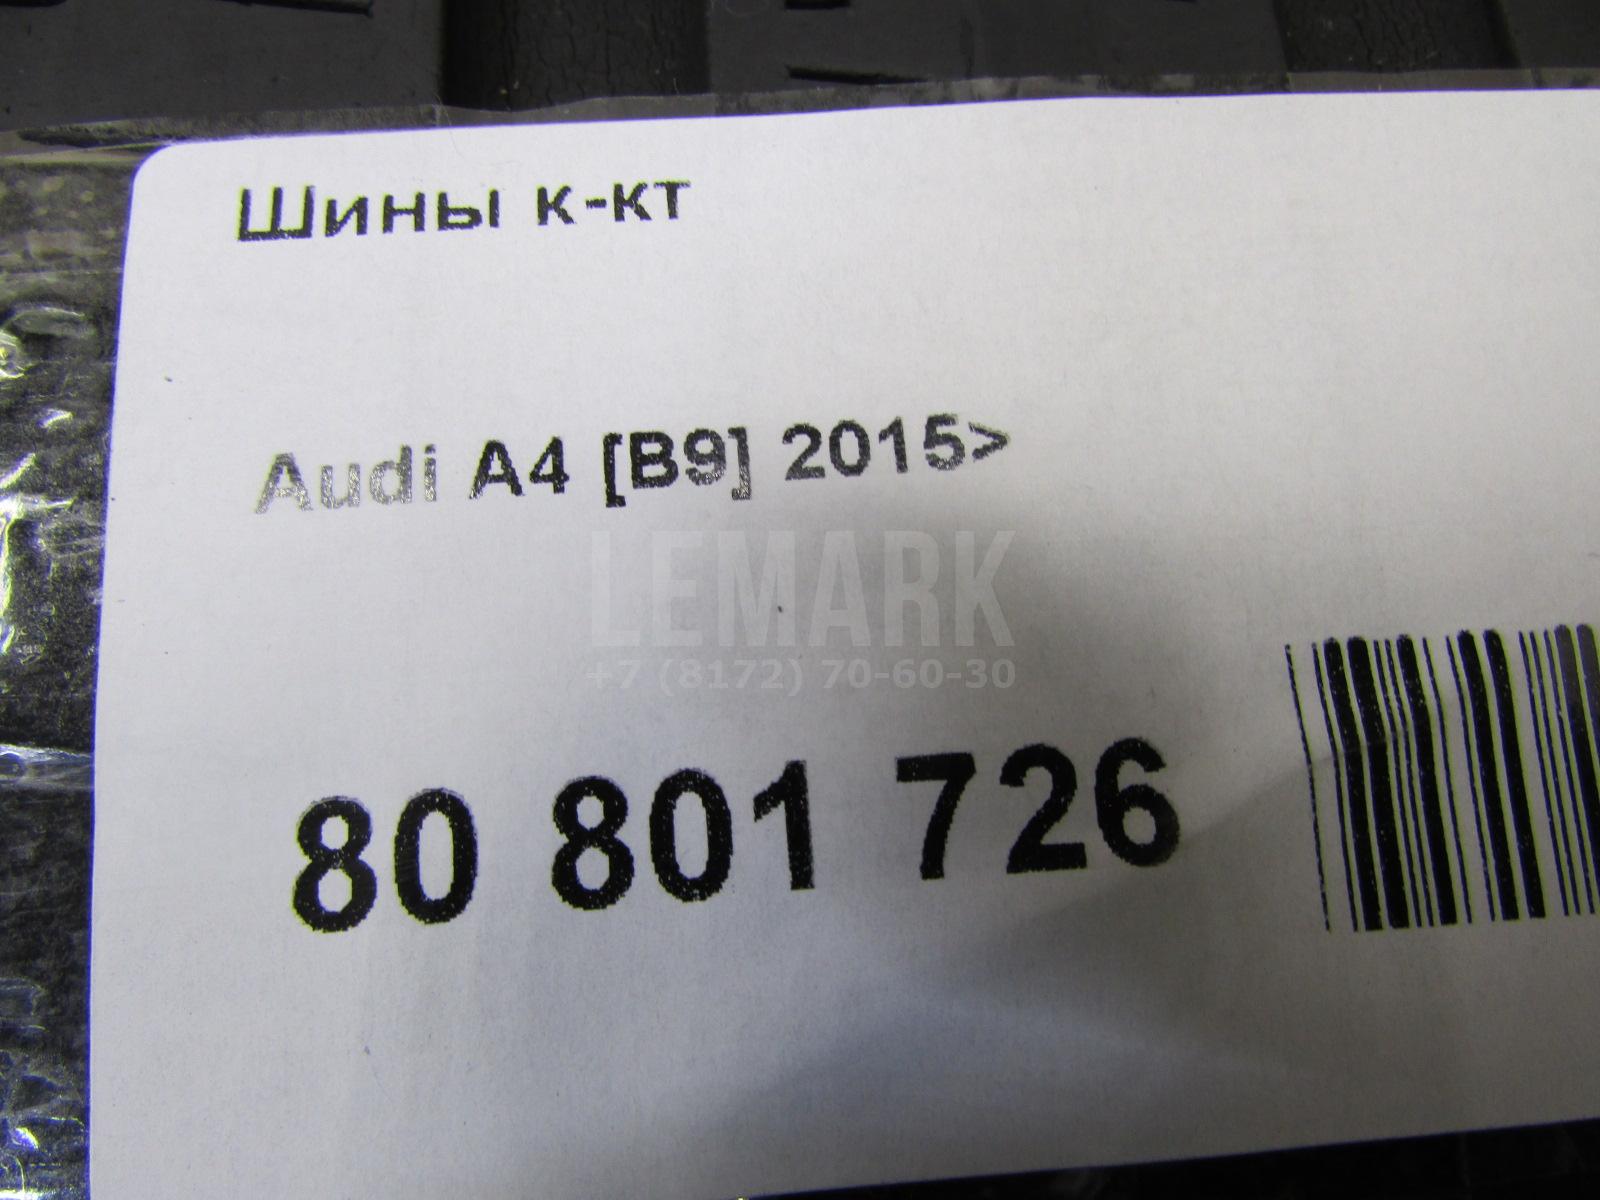 Шины к-кт
Audi A4 [B9] 2015>
LEMARK
+7 (8172) 70-60-30
80 801 726